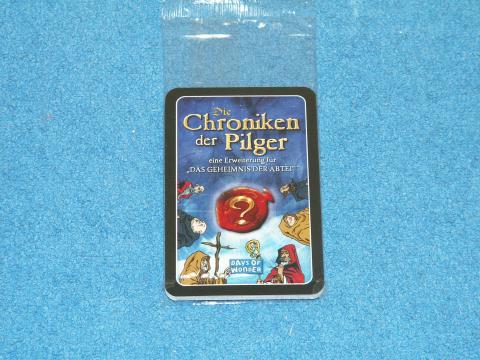 Die
Chroniken
der Pilger
eine Erweiterung für
„DAS GEHEIMNIS DER ABTEI“
?
DAYS OF
WONDER